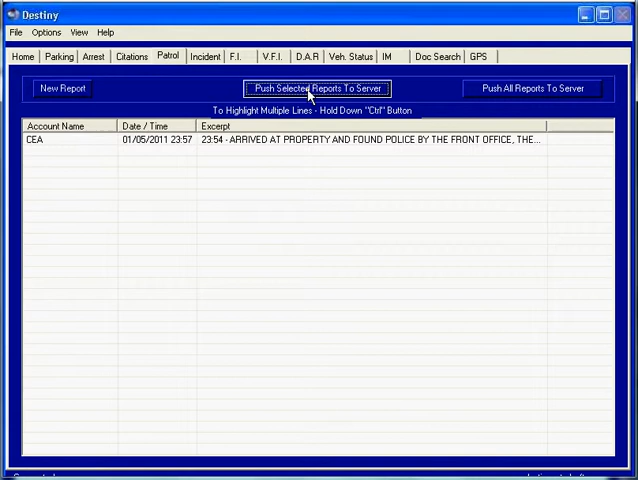 Destiny
File Options View Help
Home Parking Arrest Citations Patrol Incident F.I. V.F.I. D.A.R Veh. Status IM Doc Search GPS
New Report Push Selected Reports To Server Push All Reports To Server
To Highlight Multiple Lines - Hold Down "Ctrl" Button
Account Name Date / Time Excerpt
CEA 01/05/2011 23:57 23:54 - ARRIVED AT PROPERTY AND FOUND POLICE BY THE FRONT OFFICE, THE...